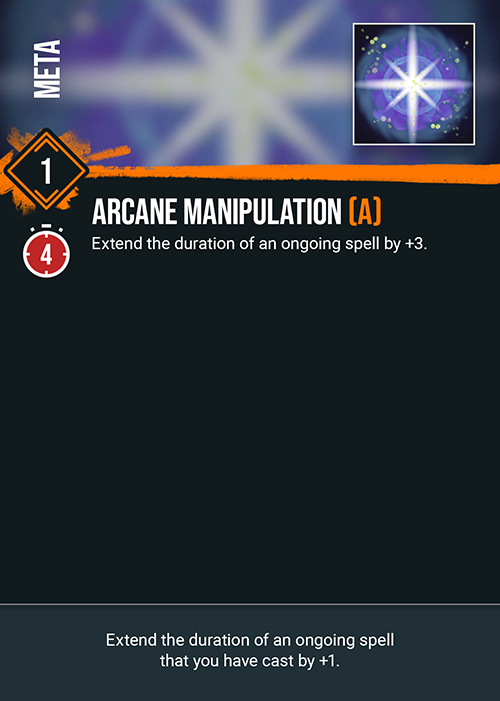 META
1
ARCANE MANIPULATION (A)
4
Extend the duration of an ongoing spell by +3.
Extend the duration of an ongoing spell
that you have cast by +1.